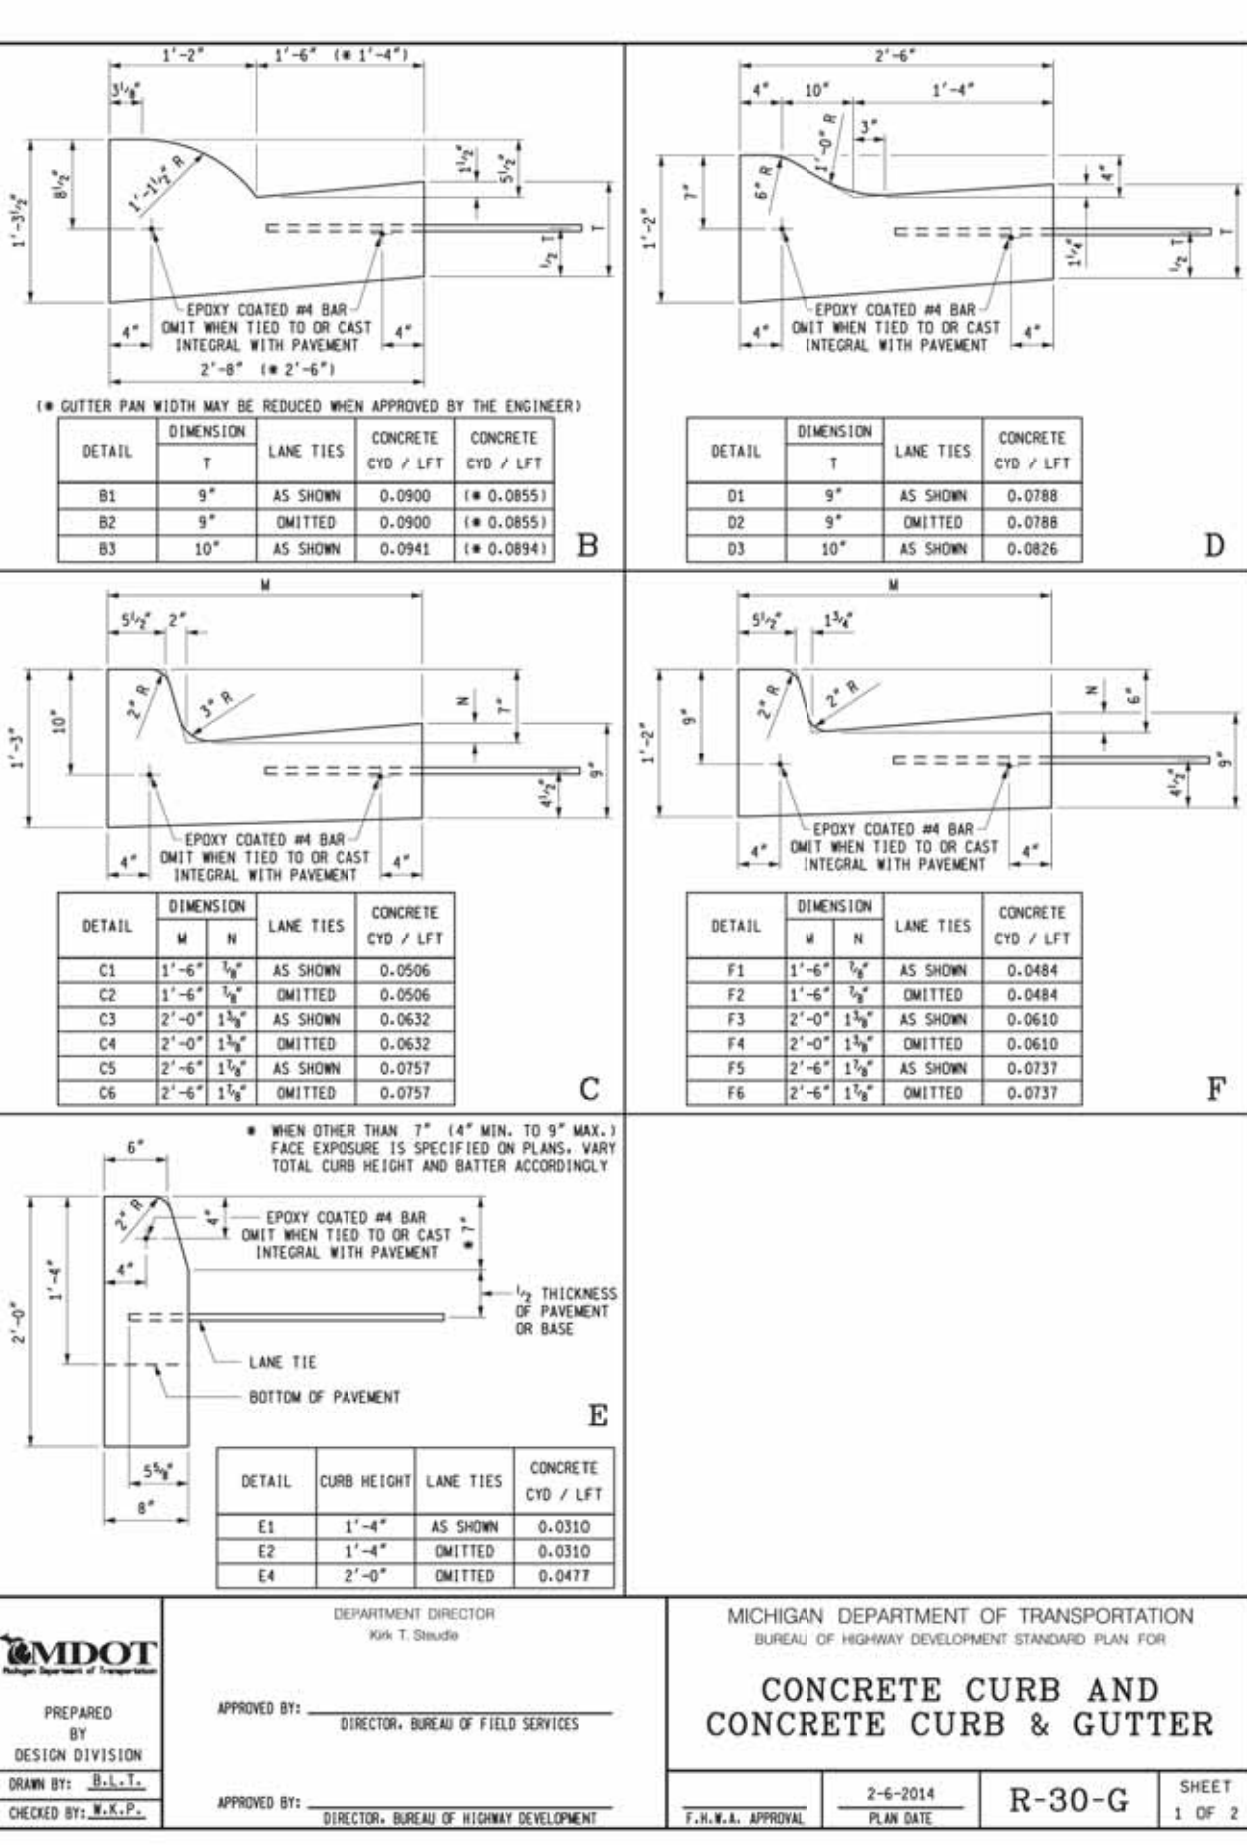 1'-2" 1'-6" (* 1'-4")
3 1/8"
1'-3 1/2"
8 1/2"
1'-1 1/2" R
1 1/2"
5 1/2"
T
1/2 T
EPOXY COATED #4 BAR
4" OMIT WHEN TIED TO OR CAST 4"
INTEGRAL WITH PAVEMENT
2'-8" (* 2'-6")
(* GUTTER PAN WIDTH MAY BE REDUCED WHEN APPROVED BY THE ENGINEER)
DETAIL DIMENSION LANE TIES CONCRETE CONCRETE
T CYD / LFT CYD / LFT
B1 9" AS SHOWN 0.0900 (* 0.0855)
B2 9" OMITTED 0.0900 (* 0.0855)
B3 10" AS SHOWN 0.0941 (* 0.0894)
B
2'-6"
4" 10" 1'-4"
3"
1'-0" R
6" R
1'-2"
7"
4"
T
1 1/4"
1/2 T
EPOXY COATED #4 BAR
4" OMIT WHEN TIED TO OR CAST 4"
INTEGRAL WITH PAVEMENT
DETAIL DIMENSION LANE TIES CONCRETE
T CYD / LFT
D1 9" AS SHOWN 0.0788
D2 9" OMITTED 0.0788
D3 10" AS SHOWN 0.0826
D
M
5 1/2" 2"
1'-3"
10"
2" R
3" R
N
7"
9"
4 1/2"
EPOXY COATED #4 BAR
4" OMIT WHEN TIED TO OR CAST 4"
INTEGRAL WITH PAVEMENT
DETAIL DIMENSION LANE TIES CONCRETE
M N CYD / LFT
C1 1'-6" 7/8" AS SHOWN 0.0506
C2 1'-6" 7/8" OMITTED 0.0506
C3 2'-0" 1 3/8" AS SHOWN 0.0632
C4 2'-0" 1 3/8" OMITTED 0.0632
C5 2'-6" 1 7/8" AS SHOWN 0.0757
C6 2'-6" 1 7/8" OMITTED 0.0757
C
M
5 1/2" 1 3/4"
1'-2"
9"
2" R
2" R
N
6"
9"
4 1/2"
EPOXY COATED #4 BAR
4" OMIT WHEN TIED TO OR CAST 4"
INTEGRAL WITH PAVEMENT
DETAIL DIMENSION LANE TIES CONCRETE
M N CYD / LFT
F1 1'-6" 7/8" AS SHOWN 0.0484
F2 1'-6" 7/8" OMITTED 0.0484
F3 2'-0" 1 3/8" AS SHOWN 0.0610
F4 2'-0" 1 3/8" OMITTED 0.0610
F5 2'-6" 1 7/8" AS SHOWN 0.0737
F6 2'-6" 1 7/8" OMITTED 0.0737
F
* WHEN OTHER THAN 7" (4" MIN. TO 9" MAX.)
FACE EXPOSURE IS SPECIFIED ON PLANS, VARY
TOTAL CURB HEIGHT AND BATTER ACCORDINGLY
6"
2" R
4"
EPOXY COATED #4 BAR
OMIT WHEN TIED TO OR CAST
INTEGRAL WITH PAVEMENT
* 7"
4"
1'-4"
2'-0"
1/2 THICKNESS
OF PAVEMENT
OR BASE
LANE TIE
BOTTOM OF PAVEMENT
E
5 5/8"
8"
DETAIL CURB HEIGHT LANE TIES CONCRETE
CYD / LFT
E1 1'-4" AS SHOWN 0.0310
E2 1'-4" OMITTED 0.0310
E4 2'-0" OMITTED 0.0477
MDOT
Michigan Department of Transportation
PREPARED
BY
DESIGN DIVISION
DRAWN BY: B.L.T.
CHECKED BY: W.K.P.
DEPARTMENT DIRECTOR
Kirk T. Steudle
APPROVED BY:
DIRECTOR, BUREAU OF FIELD SERVICES
APPROVED BY:
DIRECTOR, BUREAU OF HIGHWAY DEVELOPMENT
MICHIGAN DEPARTMENT OF TRANSPORTATION
BUREAU OF HIGHWAY DEVELOPMENT STANDARD PLAN FOR
CONCRETE CURB AND
CONCRETE CURB & GUTTER
F.H.W.A. APPROVAL
2-6-2014
PLAN DATE
R-30-G
SHEET
1 OF 2